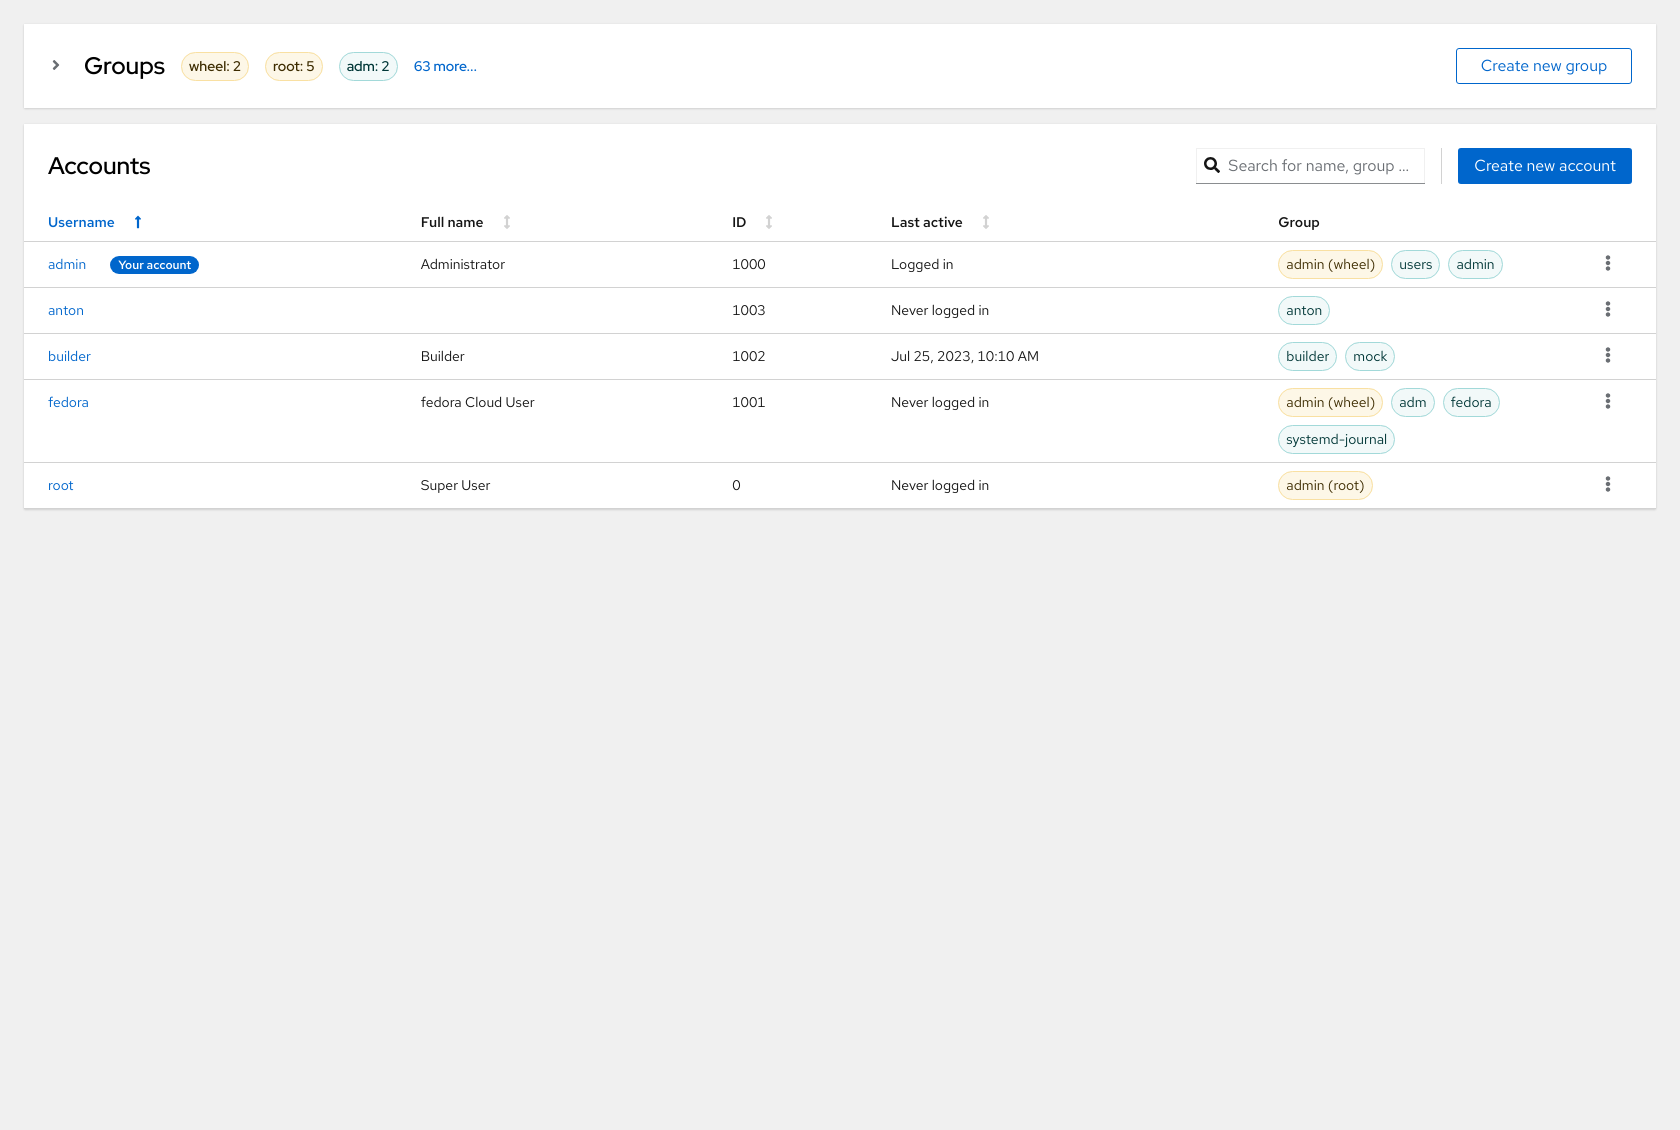 Groups wheel: 2 root: 5 adm: 2 63 more... Create new group
Accounts Search for name, group ... Create new account
Username Full name ID Last active Group
admin Your account Administrator 1000 Logged in admin (wheel) users admin
anton 1003 Never logged in anton
builder Builder 1002 Jul 25, 2023, 10:10 AM builder mock
fedora fedora Cloud User 1001 Never logged in admin (wheel) adm fedora
systemd-journal
root Super User 0 Never logged in admin (root)